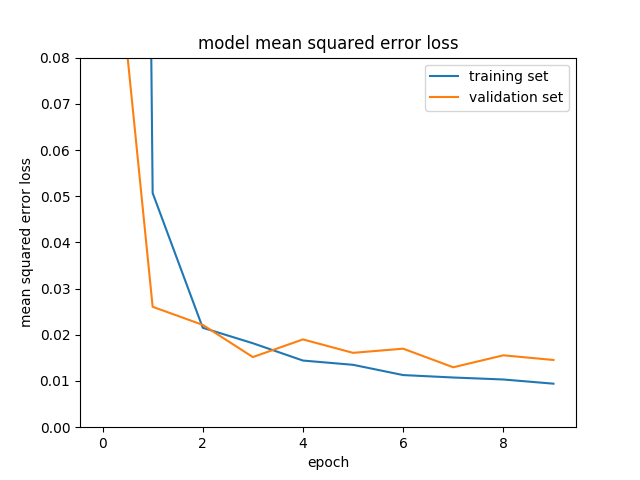 model mean squared error loss
training set
validation set
mean squared error loss
0.08
0.07
0.06
0.05
0.04
0.03
0.02
0.01
0.00
0 2 4 6 8
epoch